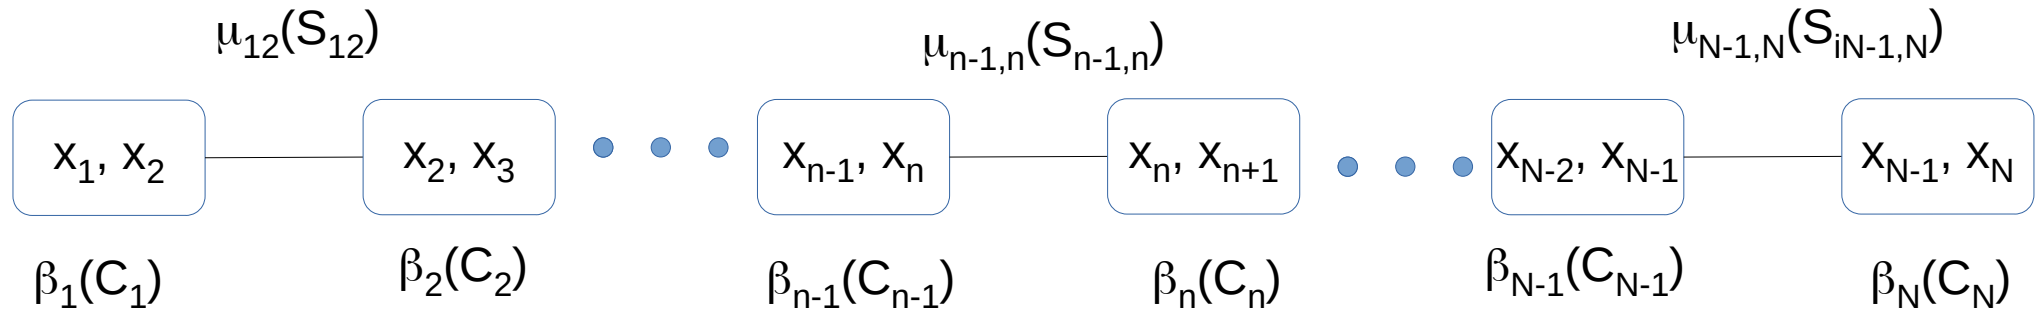 μ₁₂(S₁₂) μₙ₋₁,ₙ(Sₙ₋₁,ₙ) μN-1,N(SiN-1,N)
x₁, x₂ x₂, x₃ xₙ₋₁, xₙ xₙ, xₙ₊₁ xN-2, xN-1 xN-1, xN
β₁(C₁) β₂(C₂) βₙ₋₁(Cₙ₋₁) βₙ(Cₙ) βN-1(CN-1) βN(CN)